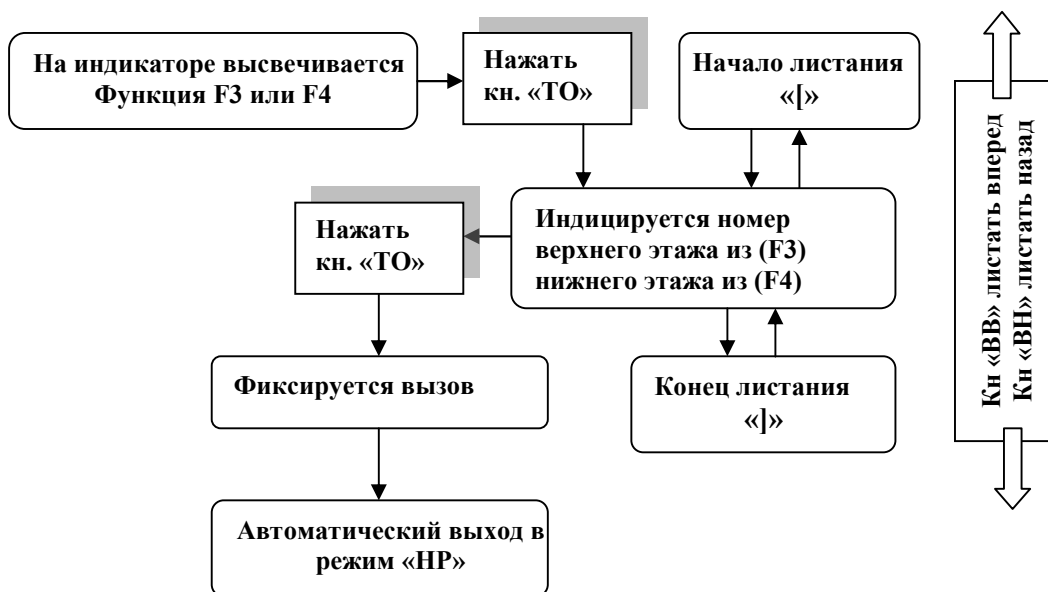 На индикаторе высвечивается
Функция F3 или F4
Нажать
кн. «ТО»
Начало листания
«[»
Нажать
кн. «ТО»
Индицируется номер
верхнего этажа из (F3)
нижнего этажа из (F4)
Фиксируется вызов
Конец листания
«]»
Автоматический выход в
режим «НР»
Кн «ВВ» листать вперед
Кн «ВН» листать назад